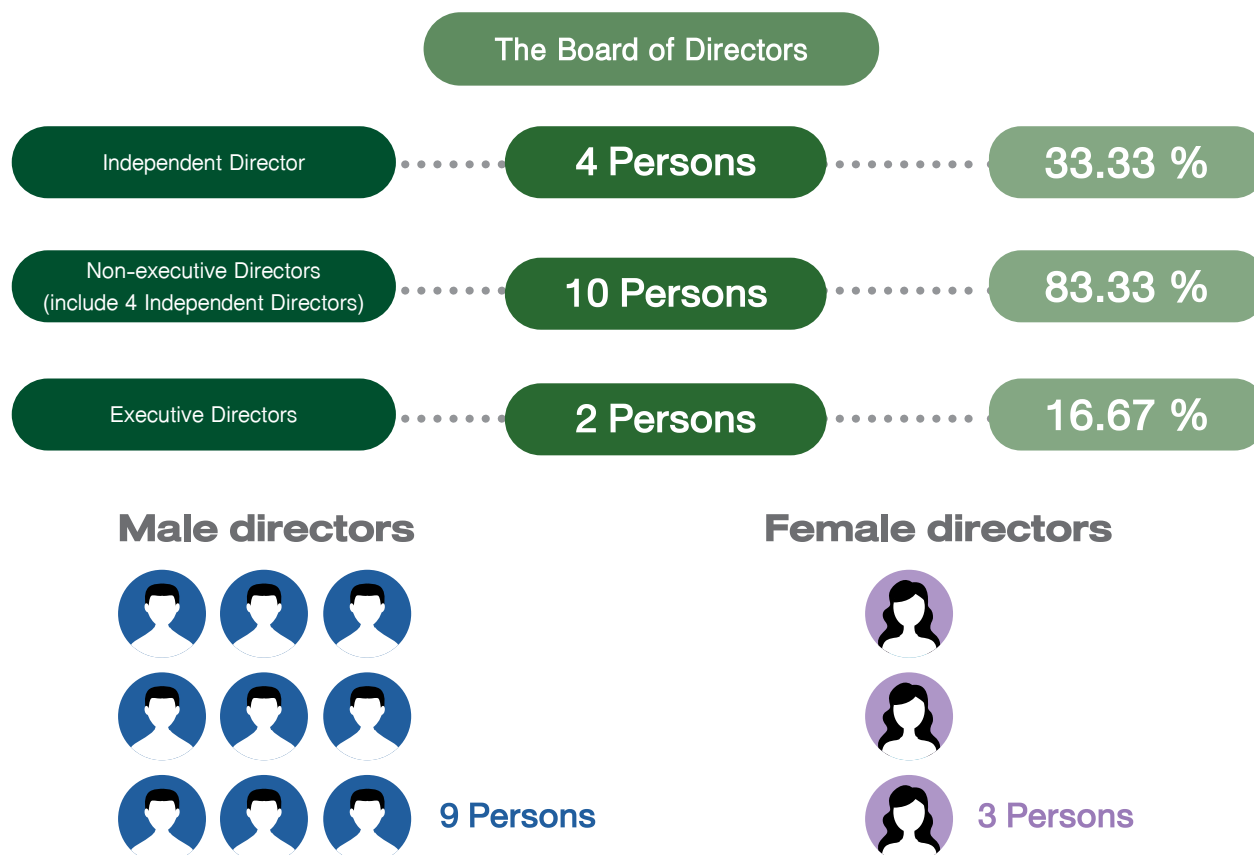 The Board of Directors
Independent Director
4 Persons
33.33 %
Non-executive Directors
(include 4 Independent Directors)
10 Persons
83.33 %
Executive Directors
2 Persons
16.67 %
Male directors
Female directors
9 Persons
3 Persons